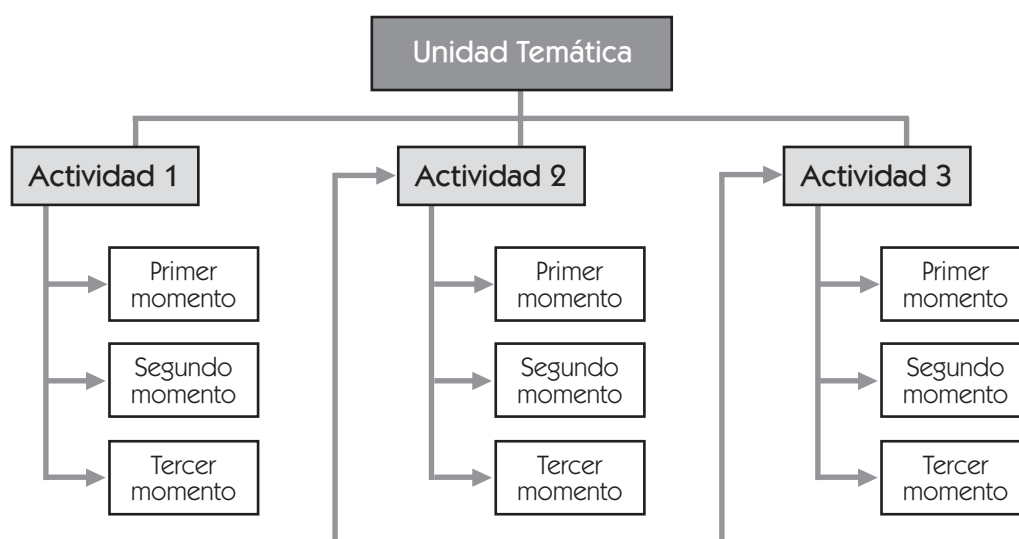 Unidad Temática
Actividad 1
Primer
momento
Segundo
momento
Tercer
momento
Actividad 2
Primer
momento
Segundo
momento
Tercer
momento
Actividad 3
Primer
momento
Segundo
momento
Tercer
momento